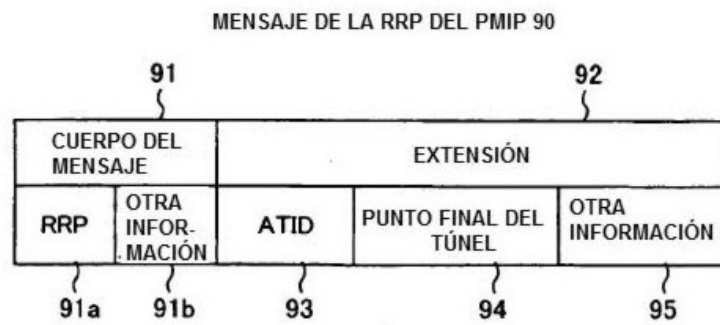 MENSAJE DE LA RRP DEL PMIP 90
91
92
CUERPO DEL
MENSAJE
EXTENSIÓN
RRP
OTRA
INFOR-
MACIÓN
ATID
PUNTO FINAL DEL
TÚNEL
OTRA
INFORMACIÓN
91a
91b
93
94
95